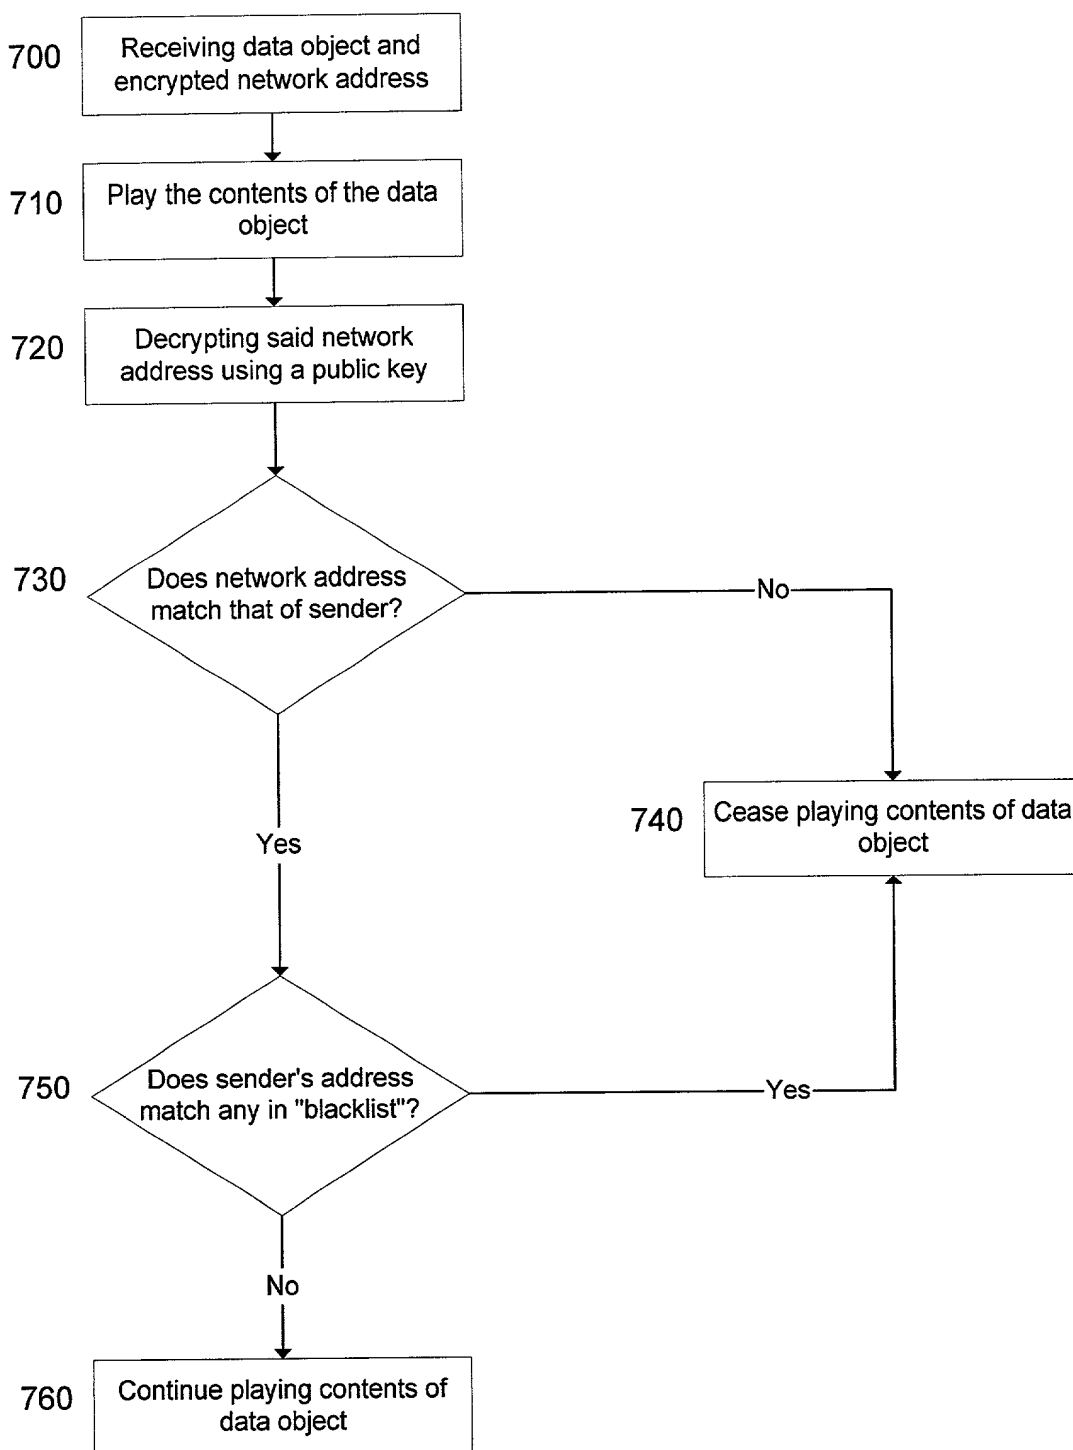 700
Receiving data object and
encrypted network address
710
Play the contents of the data
object
720
Decrypting said network
address using a public key
730
Does network address
match that of sender?
No
740
Cease playing contents of data
object
Yes
750
Does sender's address
match any in "blacklist"?
Yes
No
760
Continue playing contents of
data object